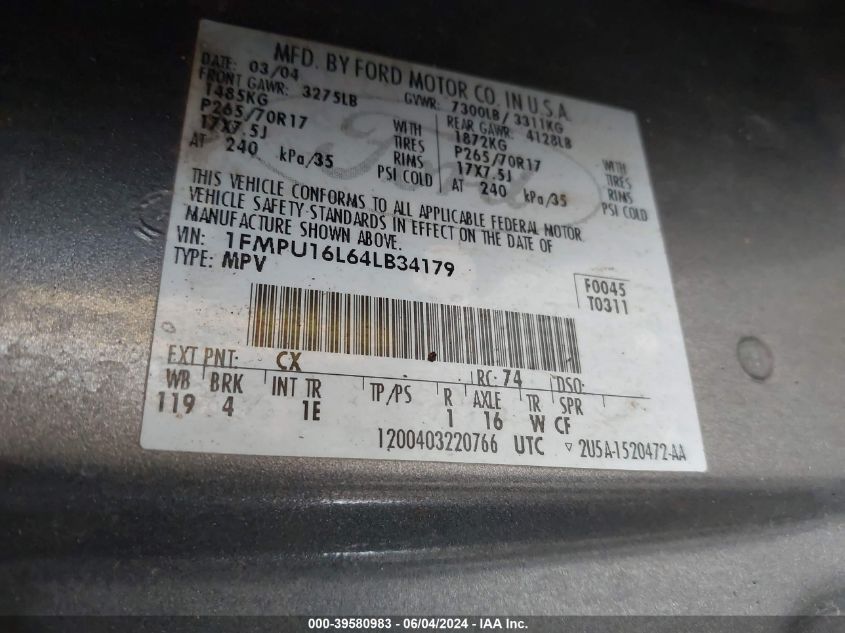 MFD. BY FORD MOTOR CO. IN U.S.A.
DATE: 03/04 GVWR: 7300LB / 3311KG
FRONT GAWR: 3275LB REAR GAWR: 4128LB
1485KG WITH 1872KG WITH
P265/70R17 TIRES P265/70R17 TIRES
17X7.5J RIMS 17X7.5J RIMS
AT 240 kPa/35 PSI COLD AT 240 kPa/35 PSI COLD
THIS VEHICLE CONFORMS TO ALL APPLICABLE FEDERAL MOTOR
VEHICLE SAFETY STANDARDS IN EFFECT ON THE DATE OF
MANUFACTURE SHOWN ABOVE.
VIN: 1FMPU16L64LB34179
TYPE: MPV
F0045
T0311
EXT PNT: CX RC: 74 DSO:
WB BRK INT TR TP/PS R AXLE TR SPR
119 4 1E 1 16 W CF
1200403220766 UTC ▽ 2U5A-1520472-AA
Ford
000-39580983 - 06/04/2024 - IAA Inc.